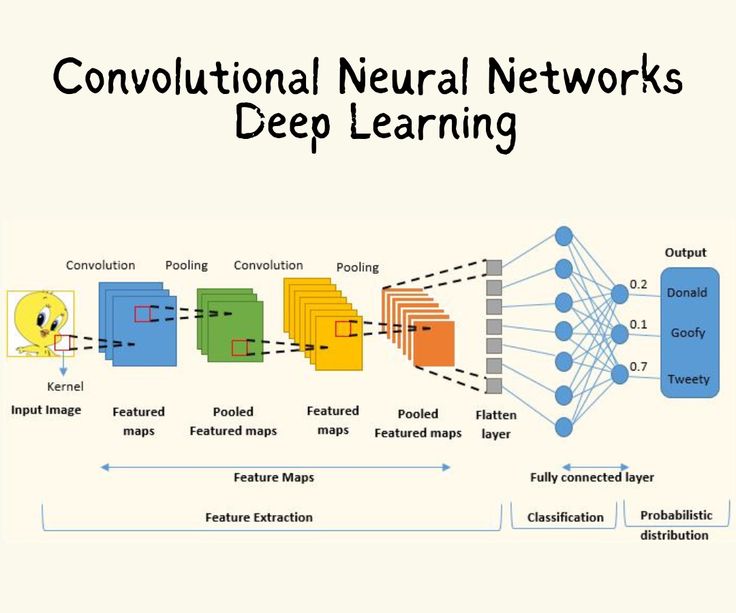 Convolutional Neural Networks
Deep Learning
Convolution
Pooling
Convolution
Pooling
Output
0.2
Donald
0.1
Goofy
0.7
Tweety
Kernel
Input Image
Featured
maps
Pooled
Featured maps
Featured
maps
Pooled
Featured maps
Flatten
layer
Feature Maps
Fully connected layer
Feature Extraction
Classification
Probabilistic
distribution